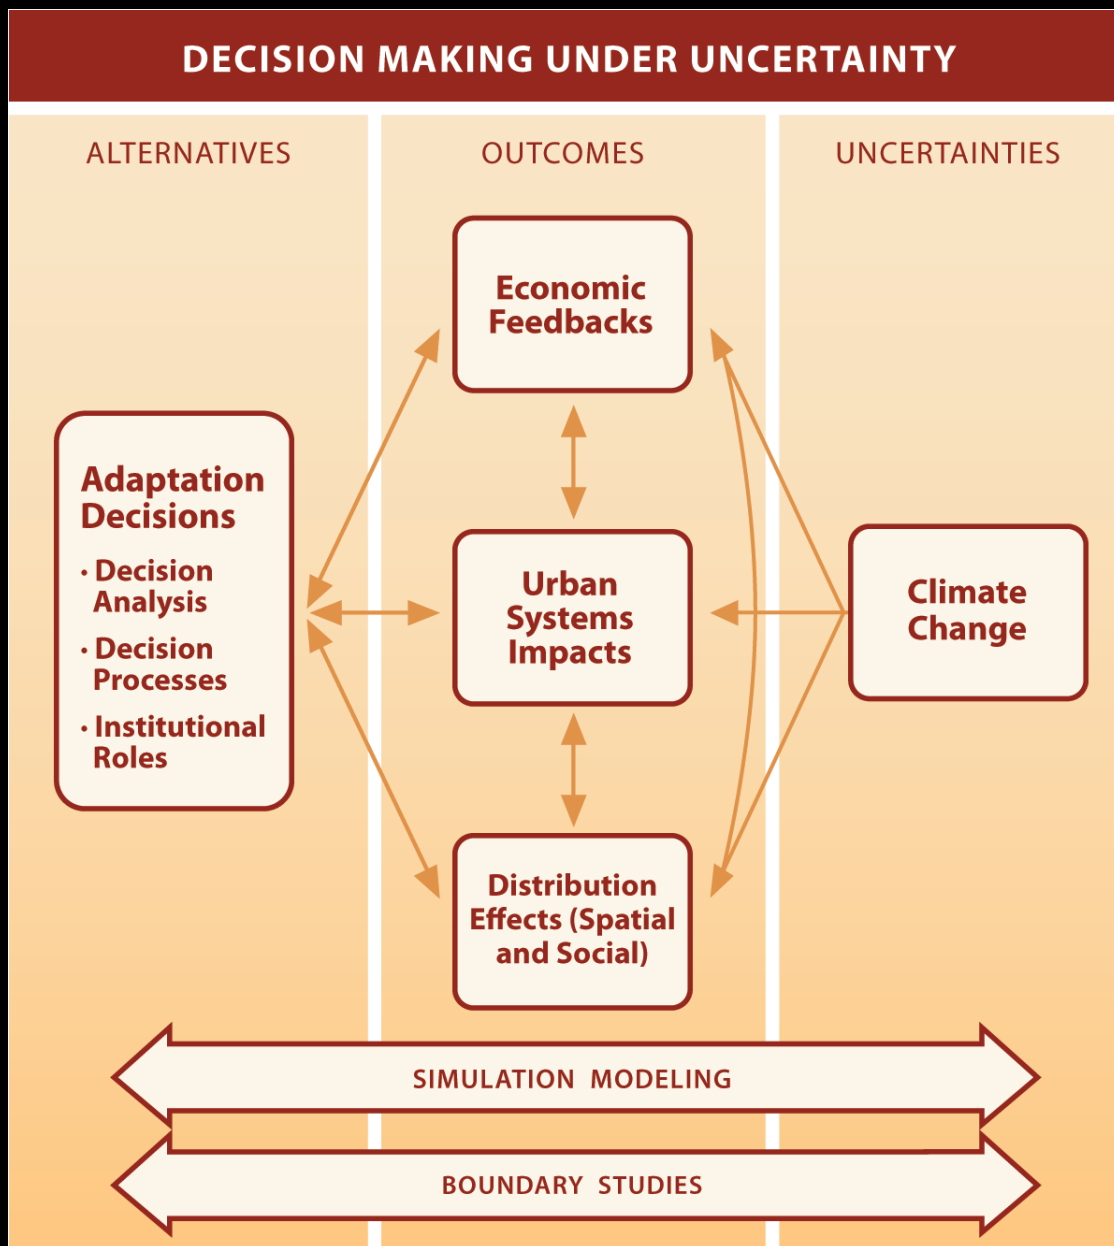 DECISION MAKING UNDER UNCERTAINTY
ALTERNATIVES
OUTCOMES
UNCERTAINTIES
Economic
Feedbacks
Adaptation
Decisions
· Decision
Analysis
· Decision
Processes
· Institutional
Roles
Urban
Systems
Impacts
Climate
Change
Distribution
Effects (Spatial
and Social)
SIMULATION MODELING
BOUNDARY STUDIES